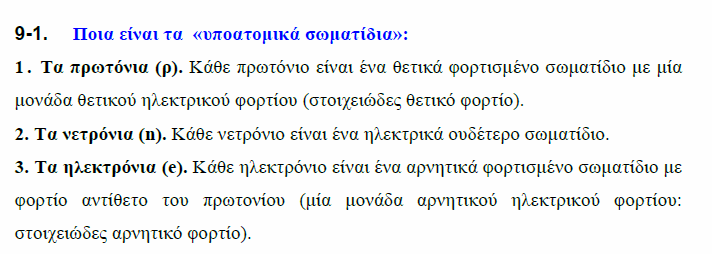 9-1. Ποια είναι τα «υποατομικά σωματίδια»:
1. Τα πρωτόνια (ρ). Κάθε πρωτόνιο είναι ένα θετικά φορτισμένο σωματίδιο με μία
μονάδα θετικού ηλεκτρικού φορτίου (στοιχειώδες θετικό φορτίο).
2. Τα νετρόνια (n). Κάθε νετρόνιο είναι ένα ηλεκτρικά ουδέτερο σωματίδιο.
3. Τα ηλεκτρόνια (e). Κάθε ηλεκτρόνιο είναι ένα αρνητικά φορτισμένο σωματίδιο με
φορτίο αντίθετο του πρωτονίου (μία μονάδα αρνητικού ηλεκτρικού φορτίου:
στοιχειώδες αρνητικό φορτίο).